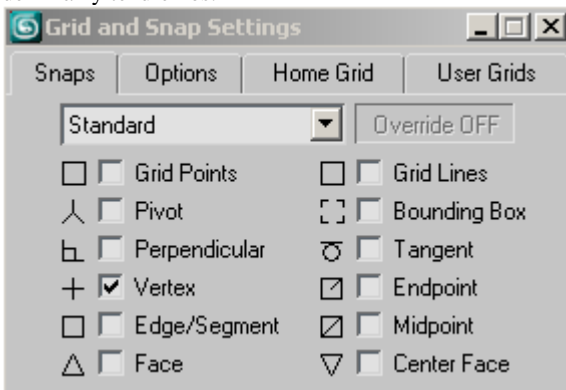 Grid and Snap Settings
Snaps Options Home Grid User Grids
Standard Override OFF
Grid Points Grid Lines
Pivot Bounding Box
Perpendicular Tangent
Vertex Endpoint
Edge/Segment Midpoint
Face Center Face